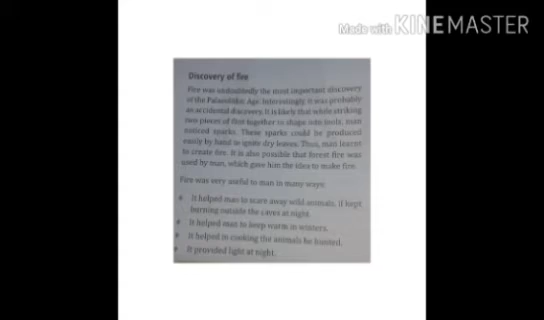 Made with KINEMASTER
Discovery of fire
Fire was undoubtedly the most important discovery
of the Palaeolithic Age. Interestingly, it was probably
an accidental discovery. It is likely that while striking
two pieces of flint together to shape into tools, man
noticed sparks. These sparks could be produced
easily by hand to ignite dry leaves. Thus, man learnt
to create fire. It is also possible that forest fire was
used by man, which gave him the idea to make fire.
Fire was very useful to man in many ways:
It helped man to scare away wild animals, if kept
burning outside the caves at night.
It helped man to keep warm in winters.
It helped in cooking the animals he hunted.
It provided light at night.